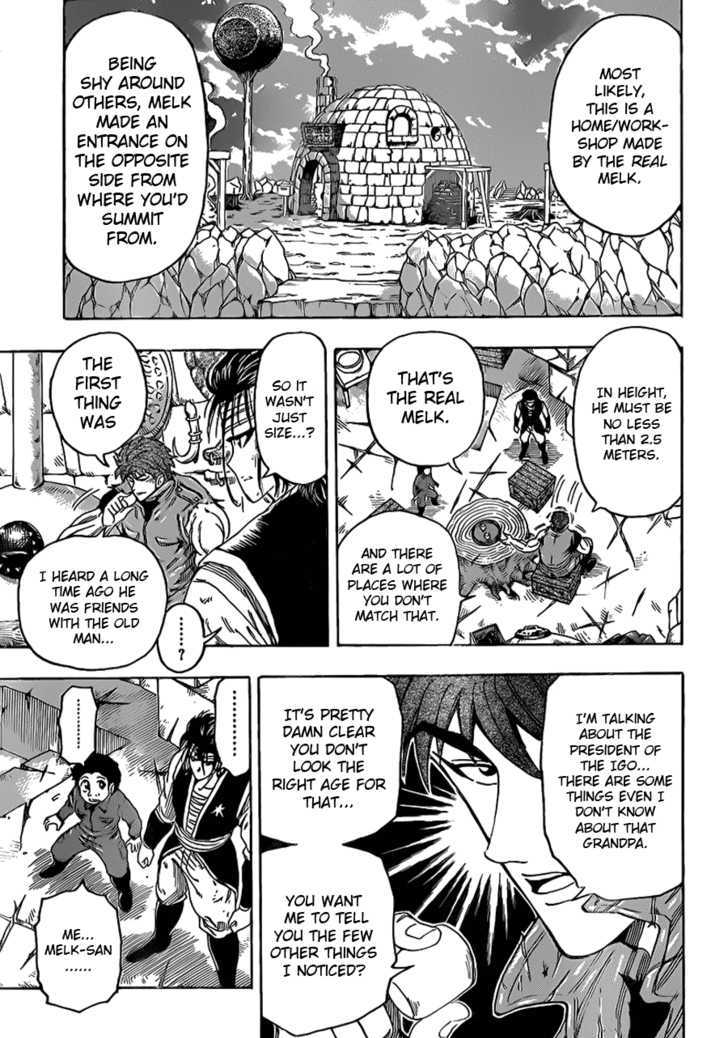 MOST
LIKELY,
THIS IS A
HOME/WORK-
SHOP MADE
BY THE REAL
MELK.
BEING
SHY AROUND
OTHERS, MELK
MADE AN
ENTRANCE ON
THE OPPOSITE
SIDE FROM
WHERE YOU'D
SUMMIT
FROM.
IN HEIGHT,
HE MUST BE
NO LESS
THAN 2.5
METERS.
THAT'S
THE REAL
MELK.
AND THERE
ARE A LOT
OF PLACES
WHERE YOU
DON'T
MATCH THAT.
SO IT
WASN'T
JUST
SIZE...?
THE
FIRST
THING
WAS
I HEARD A LONG
TIME AGO HE
WAS FRIENDS
WITH THE OLD
MAN...
......?
I'M TALKING
ABOUT THE
PRESIDENT OF
THE IGO...
THERE ARE SOME
THINGS EVEN I
DON'T KNOW
ABOUT THAT
GRANDPA.
IT'S PRETTY
DAMN CLEAR
YOU DON'T
LOOK THE
RIGHT AGE FOR
THAT...
YOU WANT
ME TO TELL
YOU THE FEW
OTHER THINGS
I NOTICED?
.........
......
ME...
MELK-SAN
......